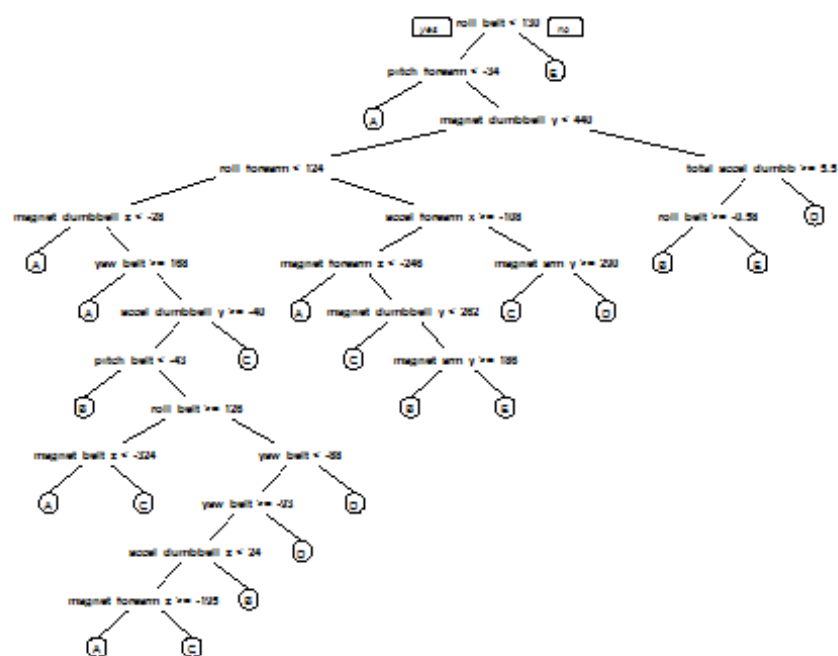 yes roll belt < 130 no
pitch forearm < -34 E
A magnet dumbbell y < 440
roll forearm < 124 total accel dumbb >= 5.5
magnet dumbbell z < -28 accel forearm x >= -108 roll belt >= -0.58 D
A yaw belt >= 168 magnet forearm z < -246 magnet arm y >= 290 B E
A accel dumbbell y >= -40 A magnet dumbbell y < 262 C D
pitch belt < -43 C C magnet arm y >= 186
B roll belt >= 126 B E
magnet belt z < -324 yaw belt < -88
A C yaw belt >= -93 D
accel dumbbell z < 24 D
magnet forearm z >= B
A C